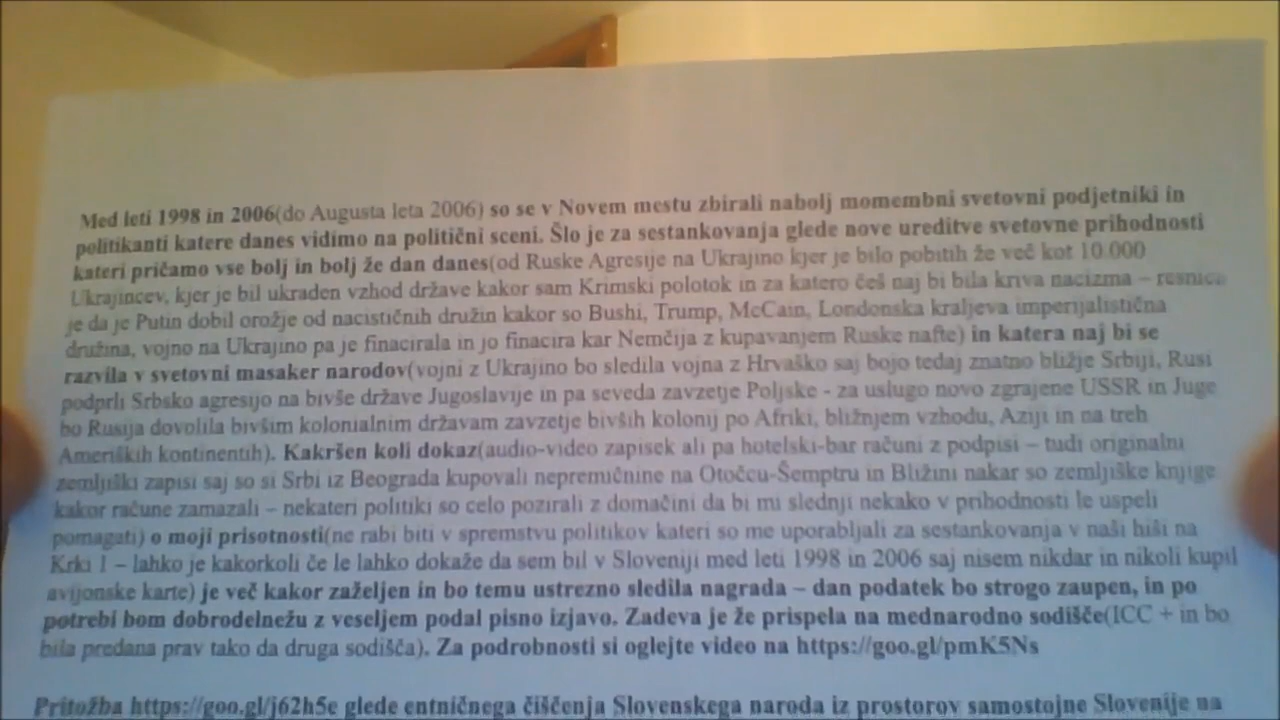 Med leti 1998 in 2006(do Augusta leta 2006) so se v Novem mestu zbirali nabolj momembni svetovni podjetniki in
politikanti katere danes vidimo na politični sceni. Šlo je za sestankovanja glede nove ureditve svetovne prihodnosti
kateri pričamo vse bolj in bolj že dan danes(od Ruske Agresije na Ukrajino kjer je bilo pobitih že več kot 10.000
Ukrajincev, kjer je bil ukraden vzhod države kakor sam Krimski polotok in za katero češ naj bi bila kriva nacizma – resnica
je da je Putin dobil orožje od nacističnih družin kakor so Bushi, Trump, McCain, Londonska kraljeva imperijalistična
družina, vojno na Ukrajino pa je finacirala in jo finacira kar Nemčija z kupavanjem Ruske nafte) in katera naj bi se
razvila v svetovni masaker narodov(vojni z Ukrajino bo sledila vojna z Hrvaško saj bojo tedaj znatno bližje Srbiji, Rusi
podprli Srbsko agresijo na bivše države Jugoslavije in pa seveda zavzetje Poljske - za uslugo novo zgrajene USSR in Juge
bo Rusija dovolila bivšim kolonialnim državam zavzetje bivših kolonij po Afriki, bližnjem vzhodu, Aziji in na treh
Ameriških kontinentih). Kakršen koli dokaz(audio-video zapisek ali pa hotelski-bar računi z podpisi – tudi originalni
zemljiški zapisi saj so si Srbi iz Beograda kupovali nepremičnine na Otočcu-Šemptru in Bližini nakar so zemljiške knjige
kakor račune zamazali – nekateri politiki so celo pozirali z domačini da bi mi slednji nekako v prihodnosti le uspeli
pomagati) o moji prisotnosti(ne rabi biti v spremstvu politikov kateri so me uporabljali za sestankovanja v naši hiši na
Krki 1 – lahko je kakorkoli če le lahko dokaže da sem bil v Sloveniji med leti 1998 in 2006 saj nisem nikdar in nikoli kupil
avijonske karte) je več kakor zaželjen in bo temu ustrezno sledila nagrada – dan podatek bo strogo zaupen, in po
potrebi bom dobrodelnežu z veseljem podal pisno izjavo. Zadeva je že prispela na mednarodno sodišče(ICC + in bo
bila predana prav tako da druga sodišča). Za podrobnosti si oglejte video na https://goo.gl/pmK5Ns
Pritožba https://goo.gl/j62h5e glede entničnega čiščenja Slovenskega naroda iz prostorov samostojne Slovenije na